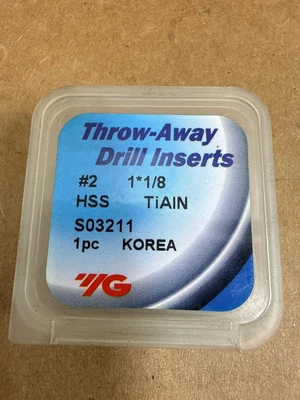 Throw-Away
Drill Inserts
#2 1*1/8
HSS TiAlN
S03211
1pc KOREA
YG